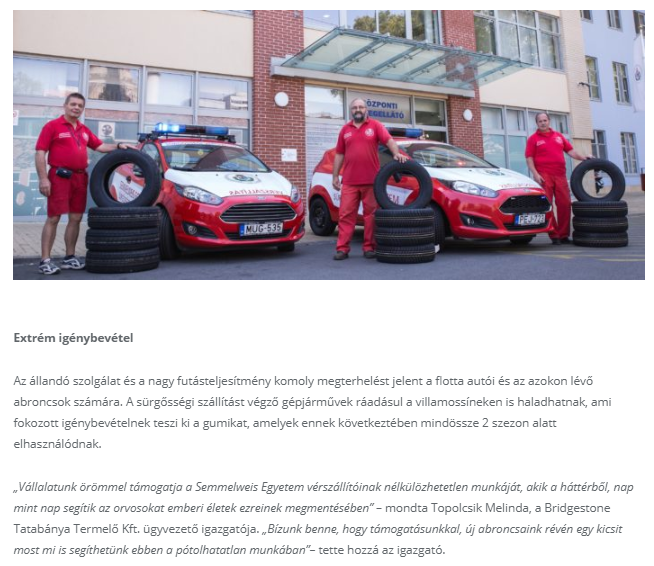 KÖZPONTI
MUG-535
PEJ-727
Extrém igénybevétel
Az állandó szolgálat és a nagy futásteljesítmény komoly megterhelést jelent a flotta autói és az azokon lévő
abroncsok számára. A sürgősségi szállítást végző gépjárművek ráadásul a villamossíneken is haladhatnak, ami
fokozott igénybevételnek teszi ki a gumikat, amelyek ennek következtében mindössze 2 szezon alatt
elhasználódnak.
„Vállalatunk örömmel támogatja a Semmelweis Egyetem vérszállítóinak nélkülözhetetlen munkáját, akik a háttérből, nap
mint nap segítik az orvosokat emberi életek ezreinek megmentésében” – mondta Topolcsik Melinda, a Bridgestone
Tatabánya Termelő Kft. ügyvezető igazgatója. „Bízunk benne, hogy támogatásunkkal, új abroncsaink révén egy kicsit
most mi is segíthetünk ebben a pótolhatatlan munkában”– tette hozzá az igazgató.